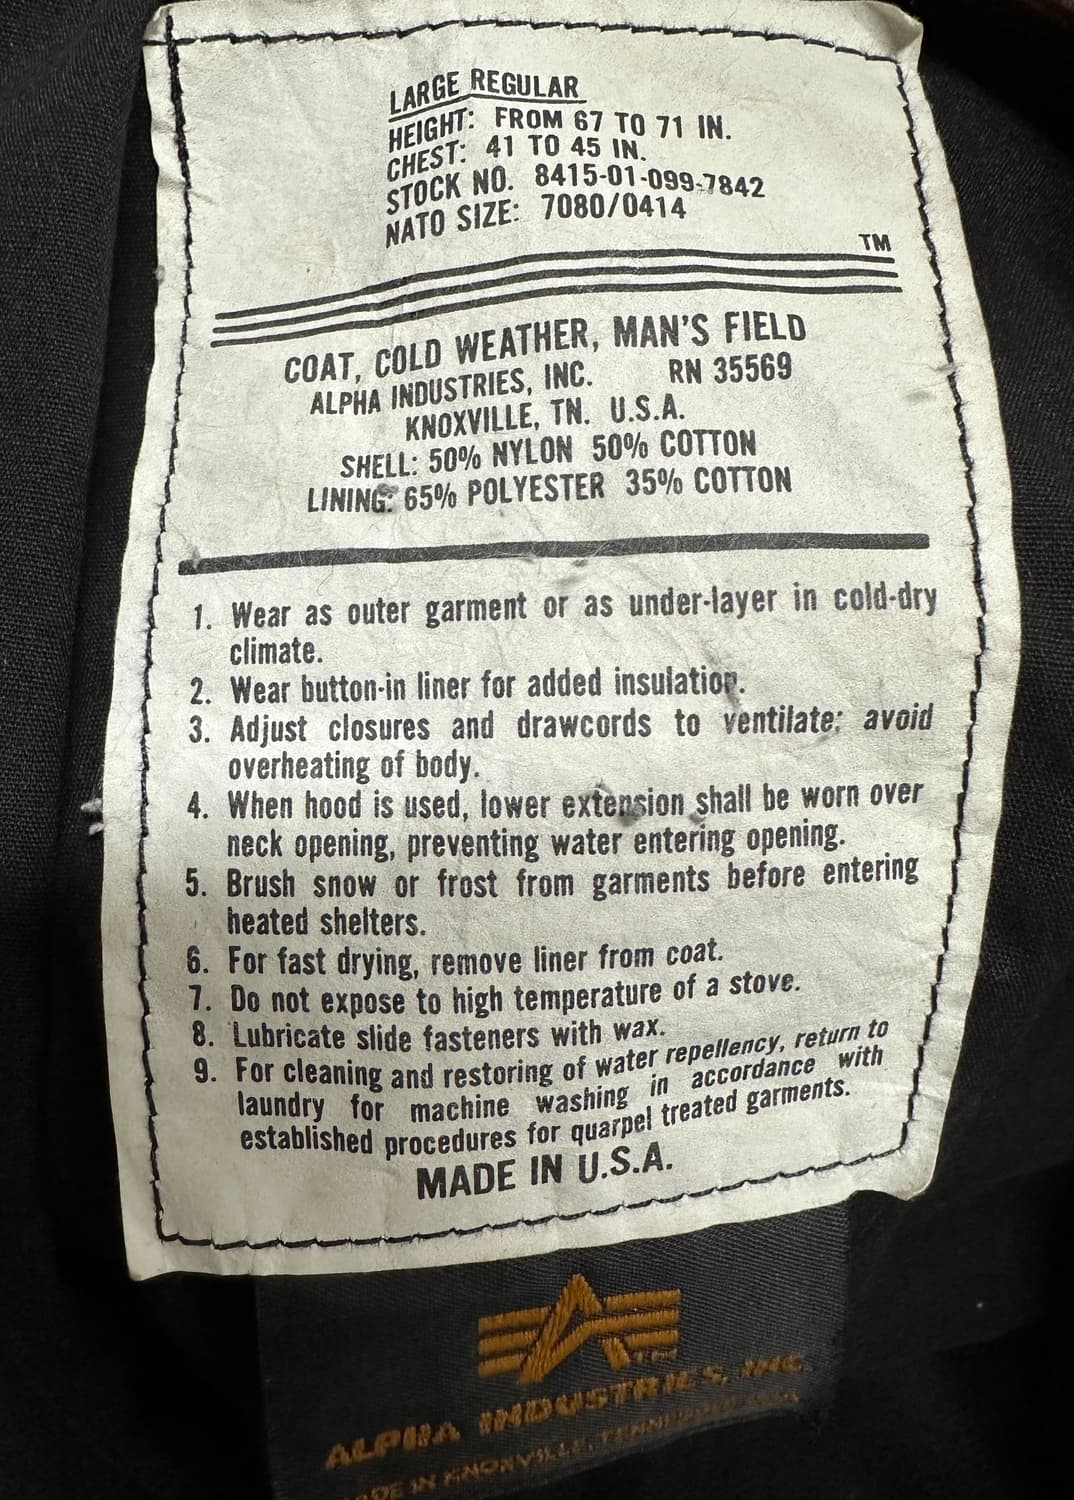 LARGE REGULAR
HEIGHT: FROM 67 TO 71 IN.
CHEST: 41 TO 45 IN.
STOCK NO. 8415-01-099-7842
NATO SIZE: 7080/0414
TM
COAT, COLD WEATHER, MAN'S FIELD
ALPHA INDUSTRIES, INC. RN 35569
KNOXVILLE, TN. U.S.A.
SHELL: 50% NYLON 50% COTTON
LINING: 65% POLYESTER 35% COTTON
1. Wear as outer garment or as under-layer in cold-dry
climate.
2. Wear button-in liner for added insulation.
3. Adjust closures and drawcords to ventilate; avoid
overheating of body.
4. When hood is used, lower extension shall be worn over
neck opening, preventing water entering opening.
5. Brush snow or frost from garments before entering
heated shelters.
6. For fast drying, remove liner from coat.
7. Do not expose to high temperature of a stove.
8. Lubricate slide fasteners with wax.
9. For cleaning and restoring of water repellency, return to
laundry for machine washing in accordance with
established procedures for quarpel treated garments.
MADE IN U.S.A.
TM
ALPHA INDUSTRIES, INC.
IN KNOXVILLE,